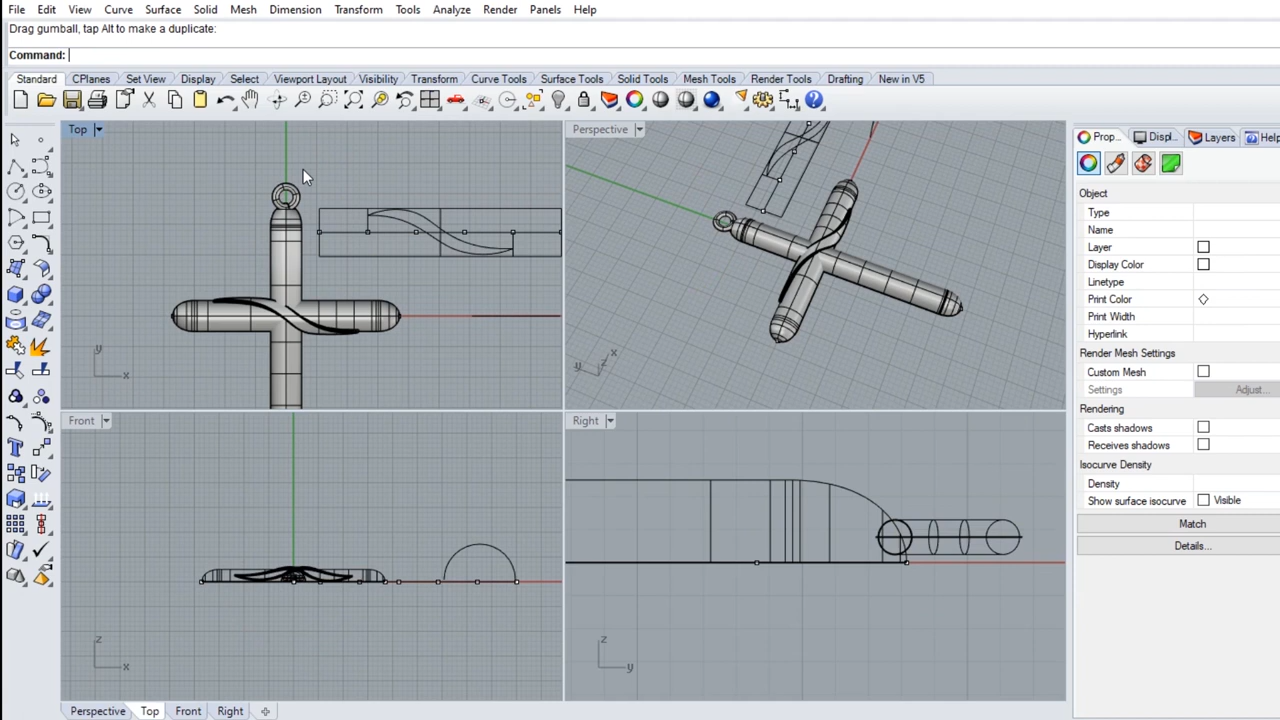 File Edit View Curve Surface Solid Mesh Dimension Transform Tools Analyze Render Panels Help
Drag gumball, tap Alt to make a duplicate:
Command:
Standard CPlanes Set View Display Select Viewport Layout Visibility Transform Curve Tools Surface Tools Solid Tools Mesh Tools Render Tools Drafting New in V5
Top
Perspective
Prop... Displ... Layers Help
Object
Type
Name
Layer
Display Color
Linetype
Print Color
Print Width
Hyperlink
Render Mesh Settings
Custom Mesh
Settings Adjust...
Rendering
Casts shadows
Receives shadows
Isocurve Density
Density
Show surface isocurve Visible
Match
Details...
y
x
y
z
x
Front
Right
z
x
z
y
Perspective Top Front Right